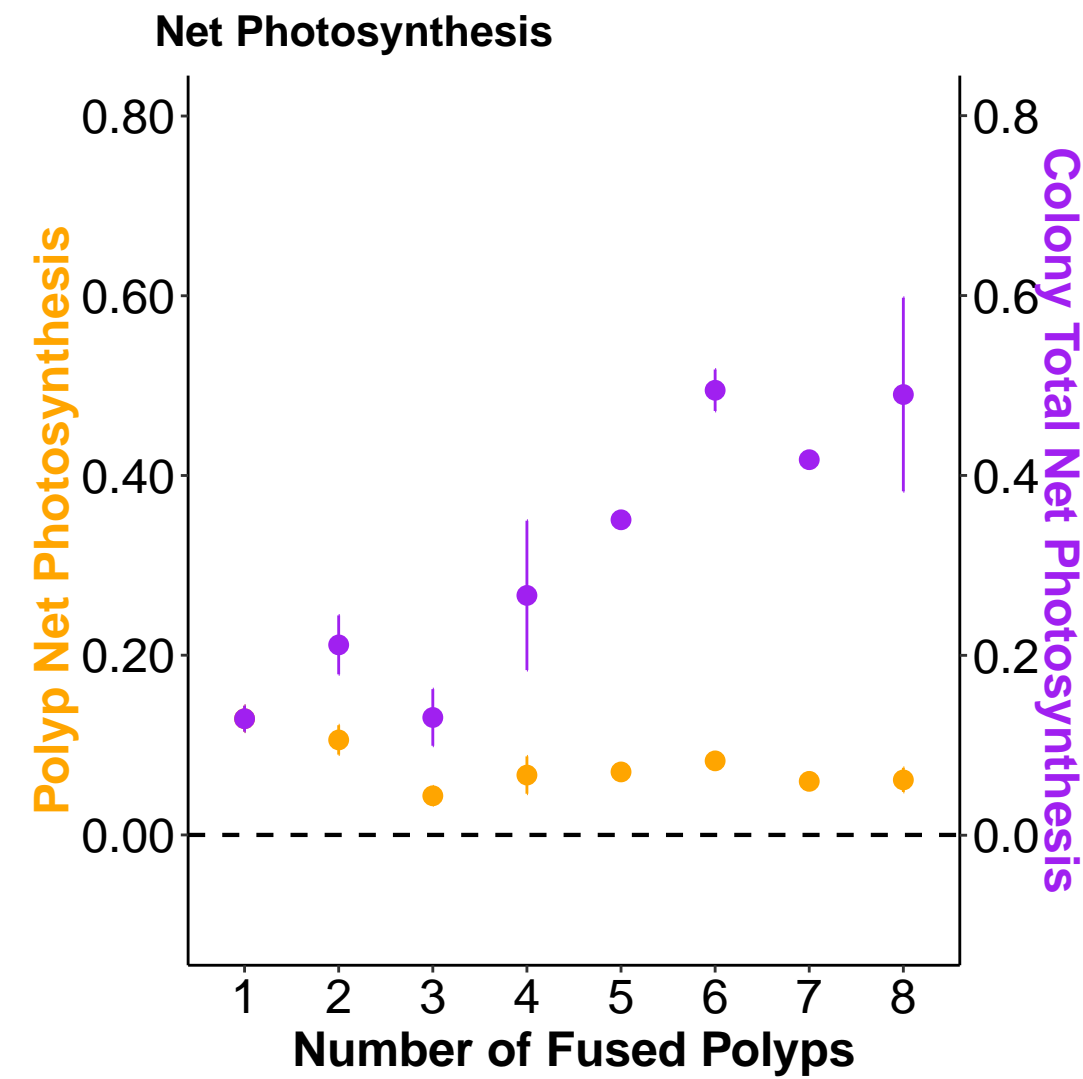 Net Photosynthesis
Polyp Net Photosynthesis
0.80
0.60
0.40
0.20
0.00
0.8
0.6
0.4
0.2
0.0
Colony Total Net Photosynthesis
1 2 3 4 5 6 7 8
Number of Fused Polyps